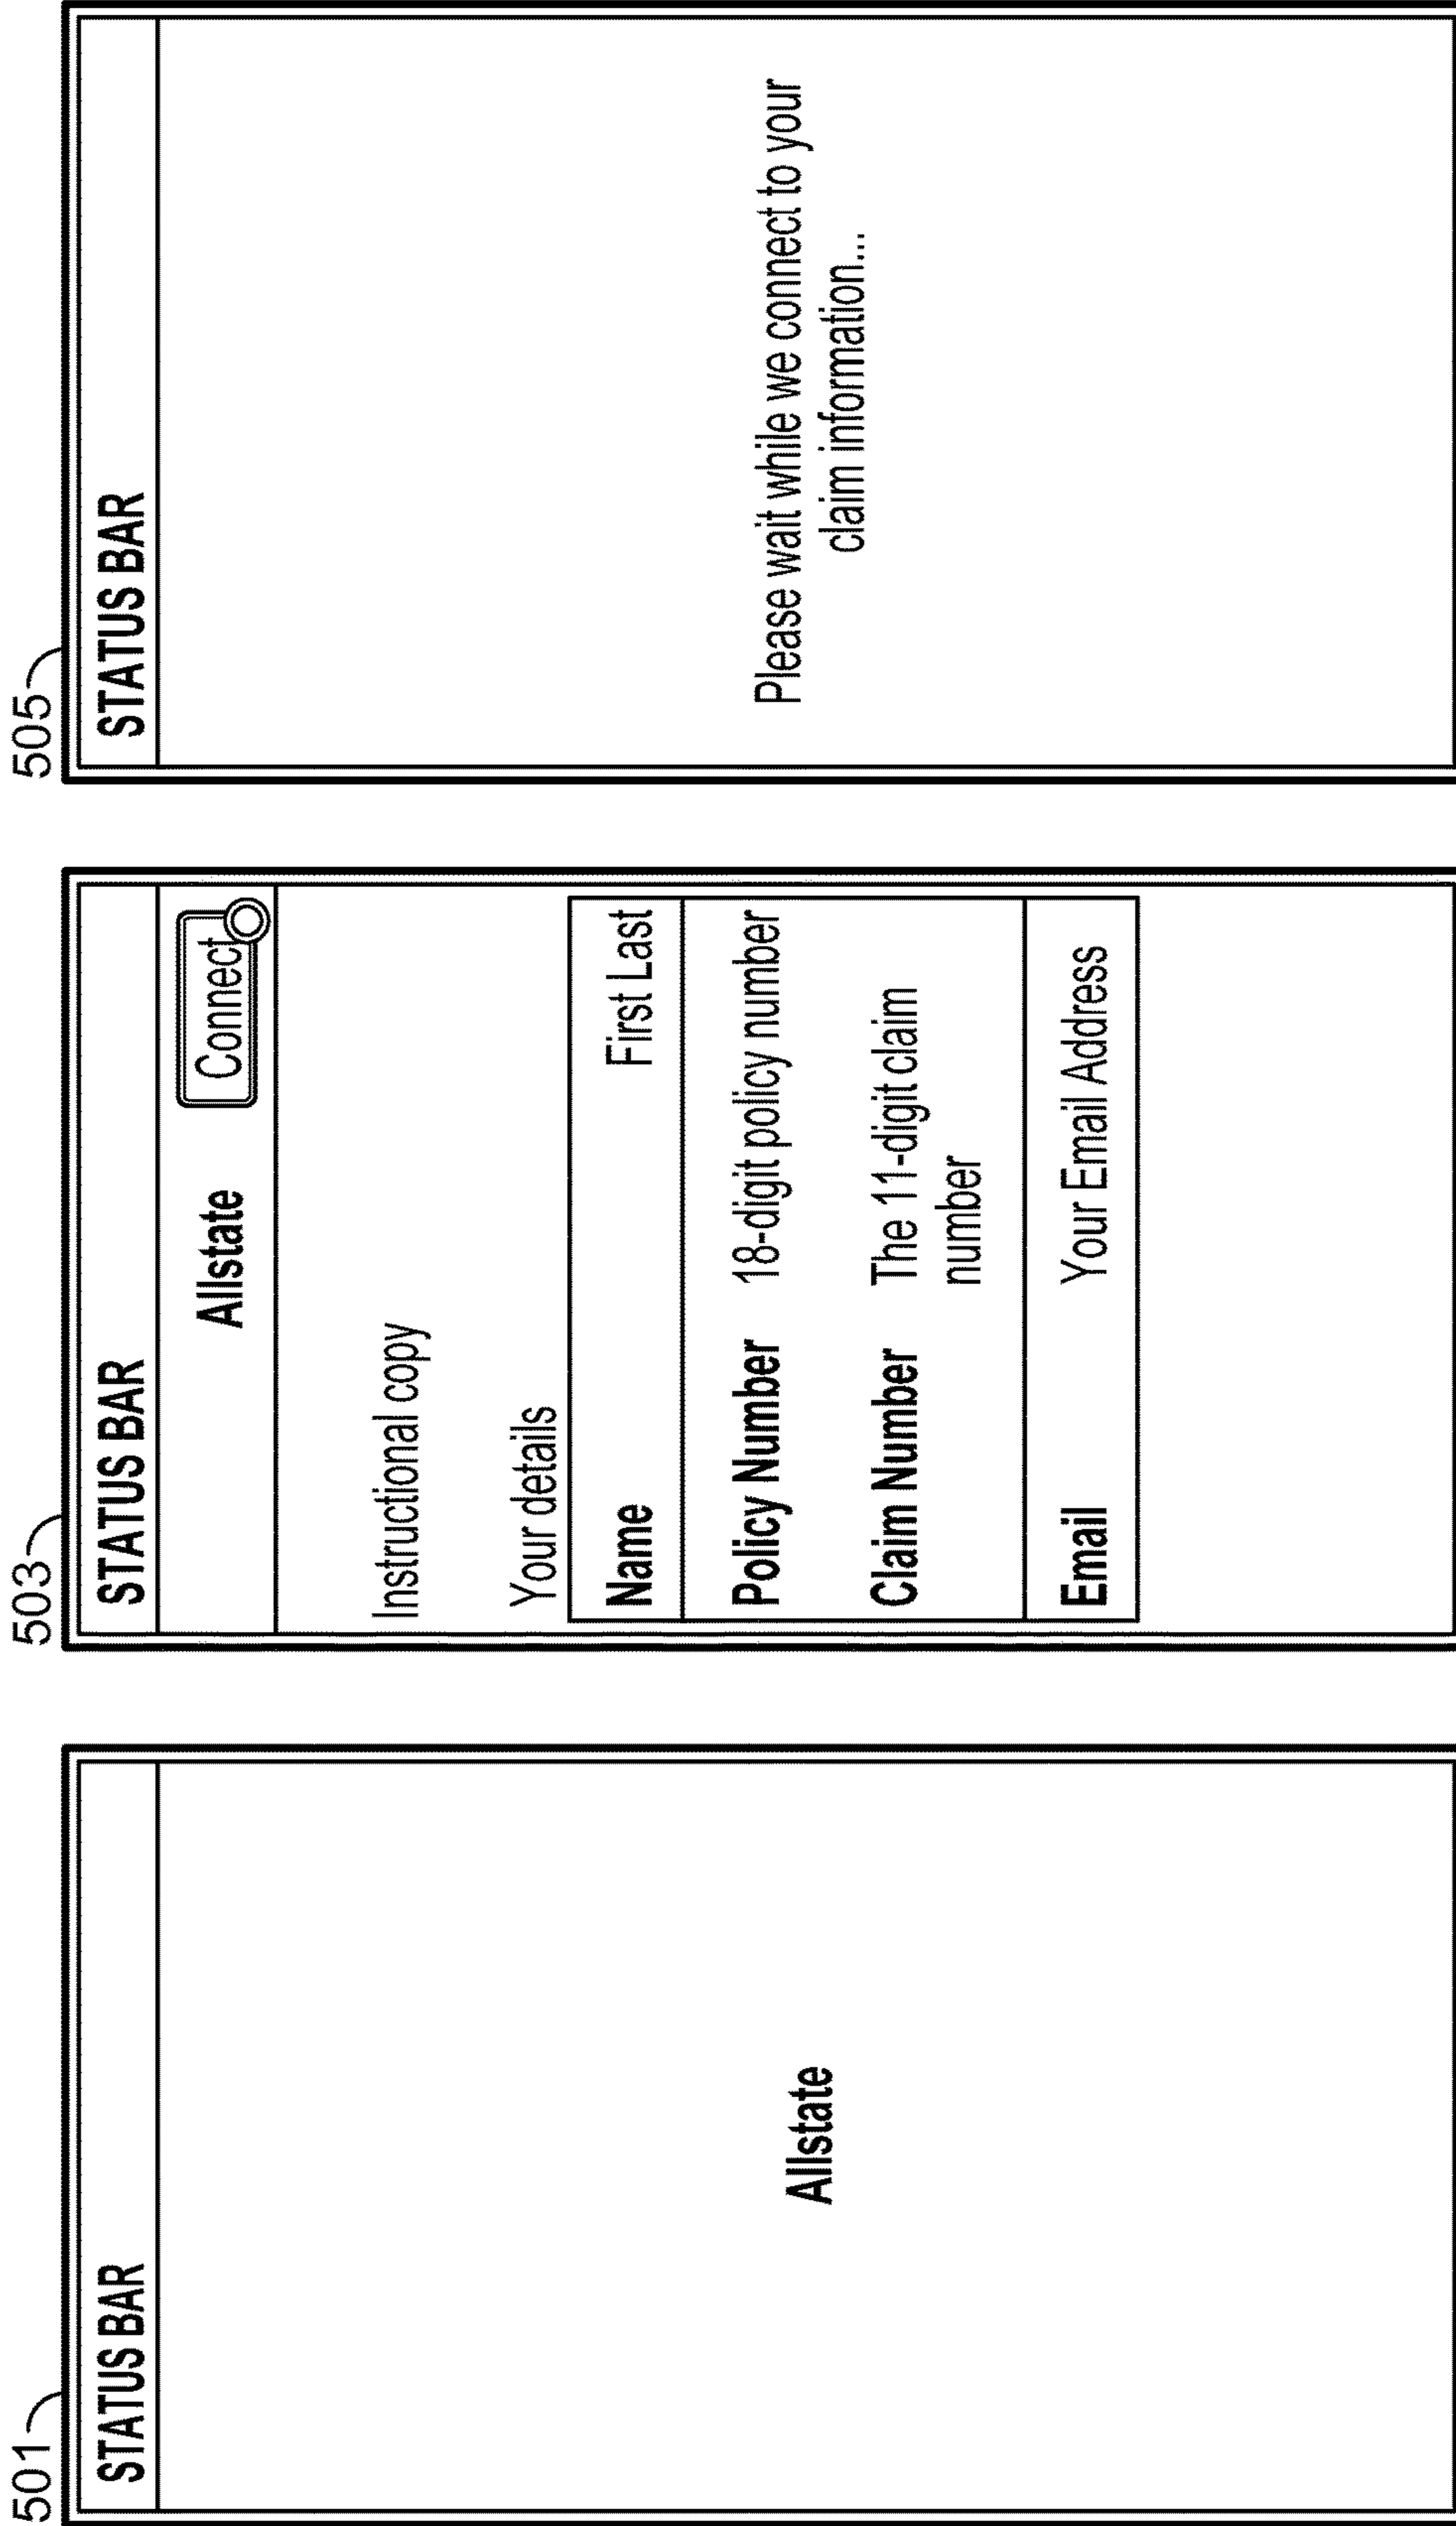 501
STATUS BAR
Allstate
503
STATUS BAR
Allstate
Connect
Instructional copy
Your details
Name First Last
Policy Number 18-digit policy number
Claim Number The 11-digit claim
number
Email Your Email Address
505
STATUS BAR
Please wait while we connect to your
claim information...